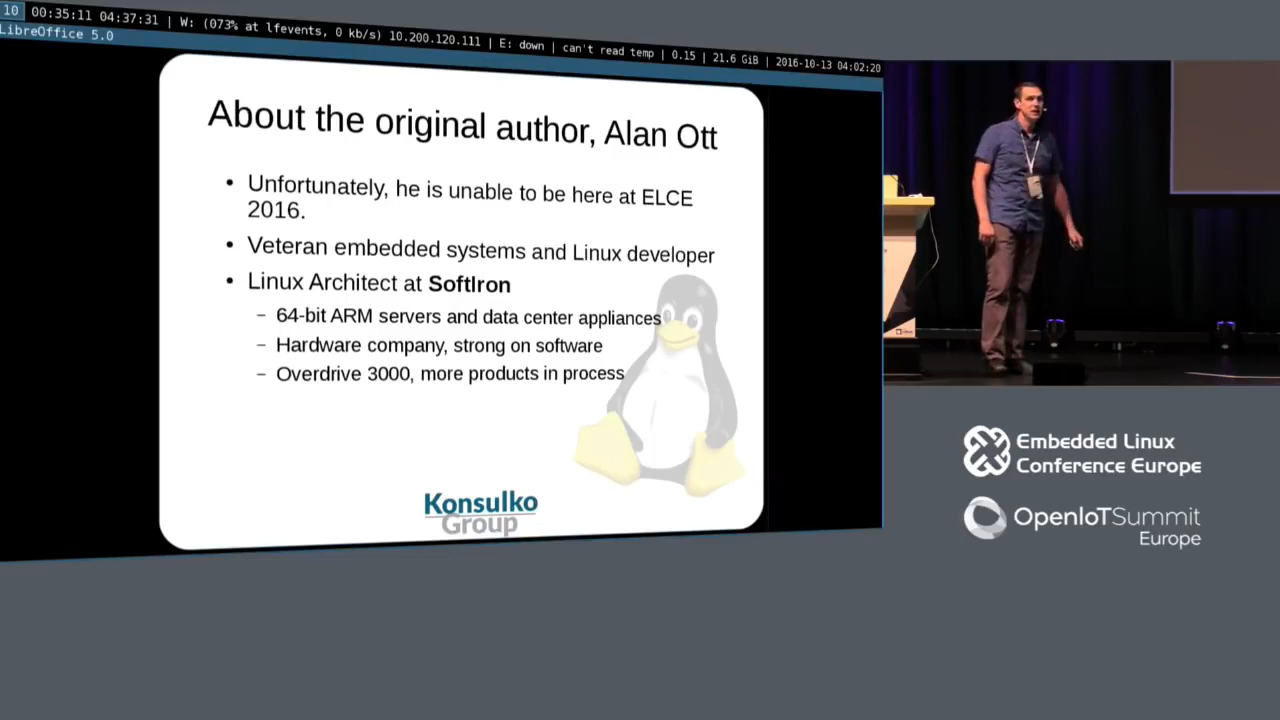 10 00:35:11 04:37:31 | W: (073% at lfevents, 0 kb/s) 10.200.120.111 | E: down | can't read temp | 0.15 | 21.6 GiB | 2016-10-13 04:02:20
LibreOffice 5.0
About the original author, Alan Ott
• Unfortunately, he is unable to be here at ELCE
2016.
• Veteran embedded systems and Linux developer
• Linux Architect at SoftIron
– 64-bit ARM servers and data center appliances
– Hardware company, strong on software
– Overdrive 3000, more products in process
Konsulko
Group
Embedded Linux
Conference Europe
OpenIoTSummit
Europe